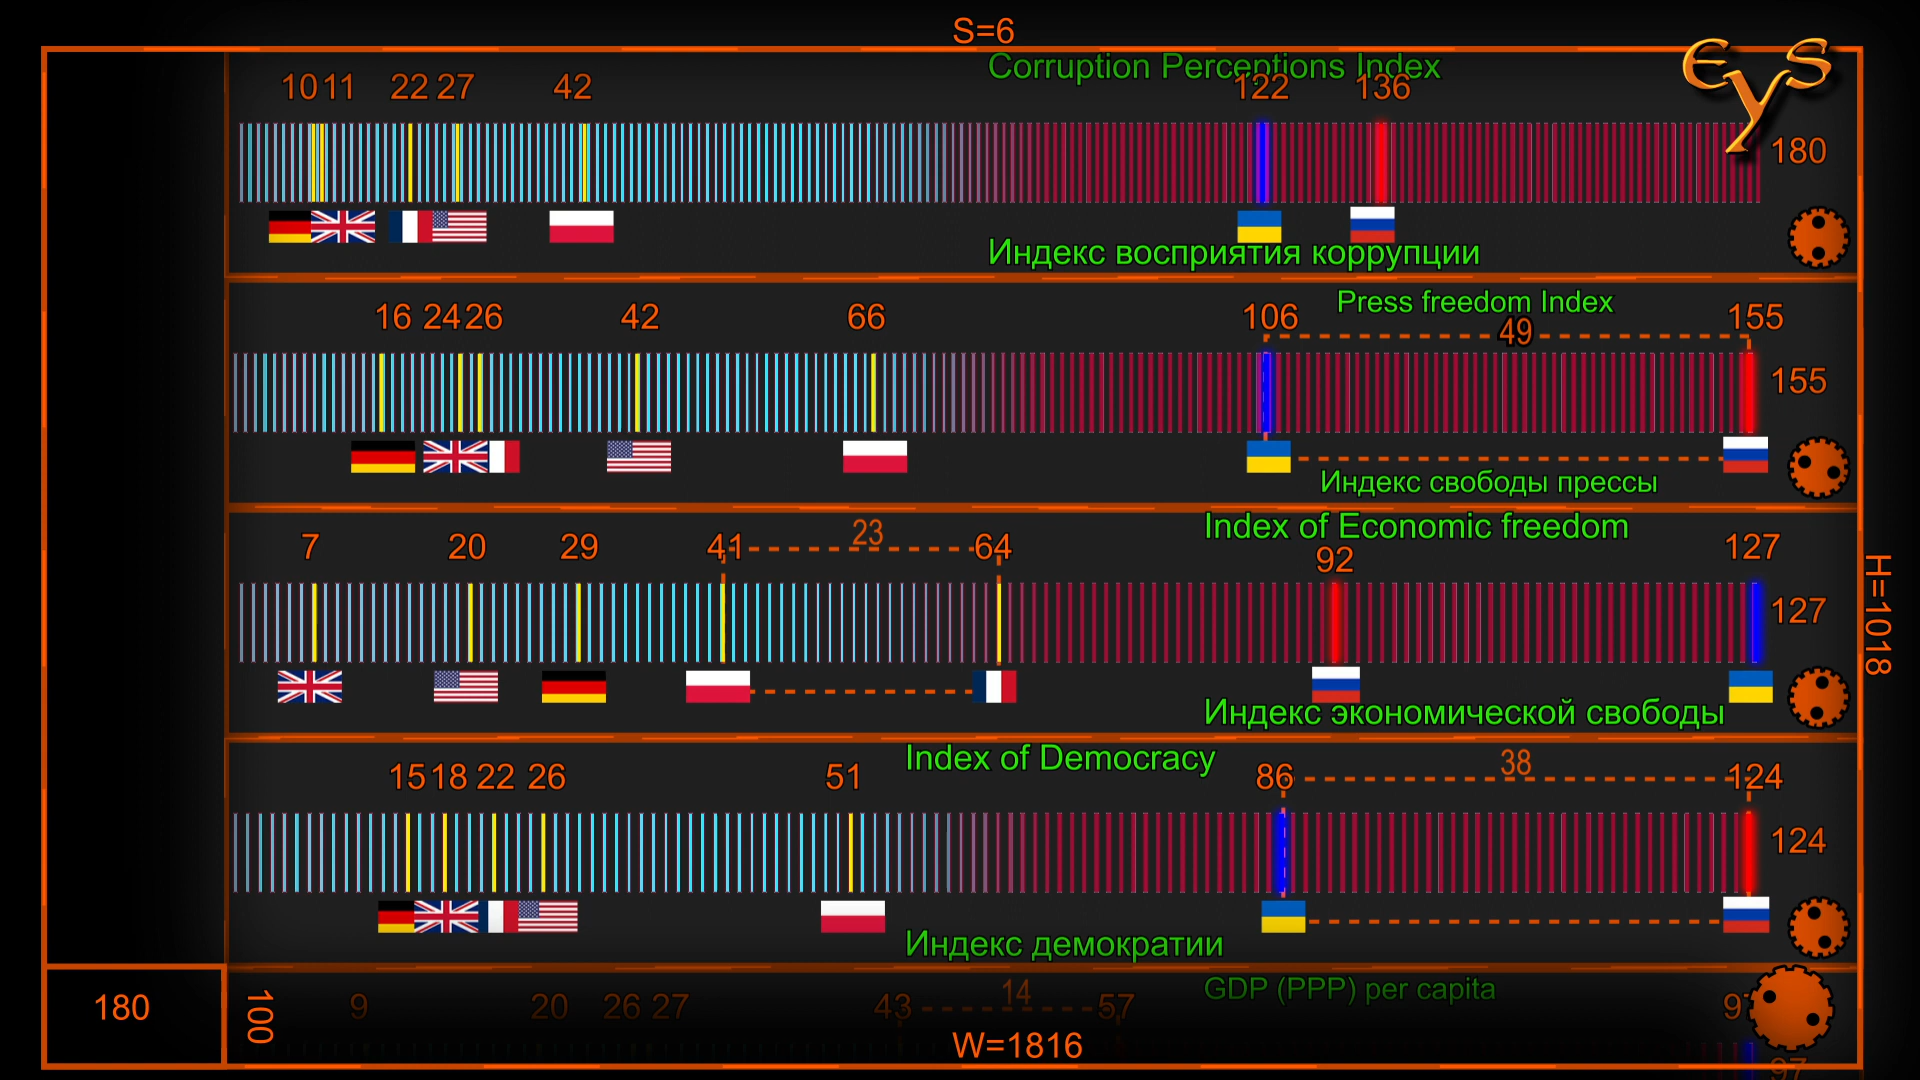 S=6
Corruption Perceptions Index
10 11 22 27 42 122 136
EYS
180
Индекс восприятия коррупции
Press freedom Index
16 24 26 42 66 106 49 155
155
Индекс свободы прессы
Index of Economic freedom
7 20 29 41 23 64 92 127
127
H=1018
Индекс экономической свободы
Index of Democracy
15 18 22 26 51 86 38 124
124
Индекс демократии
GDP (PPP) per capita
180 100 9 20 26 27 43 14 57 97
W=1816
97